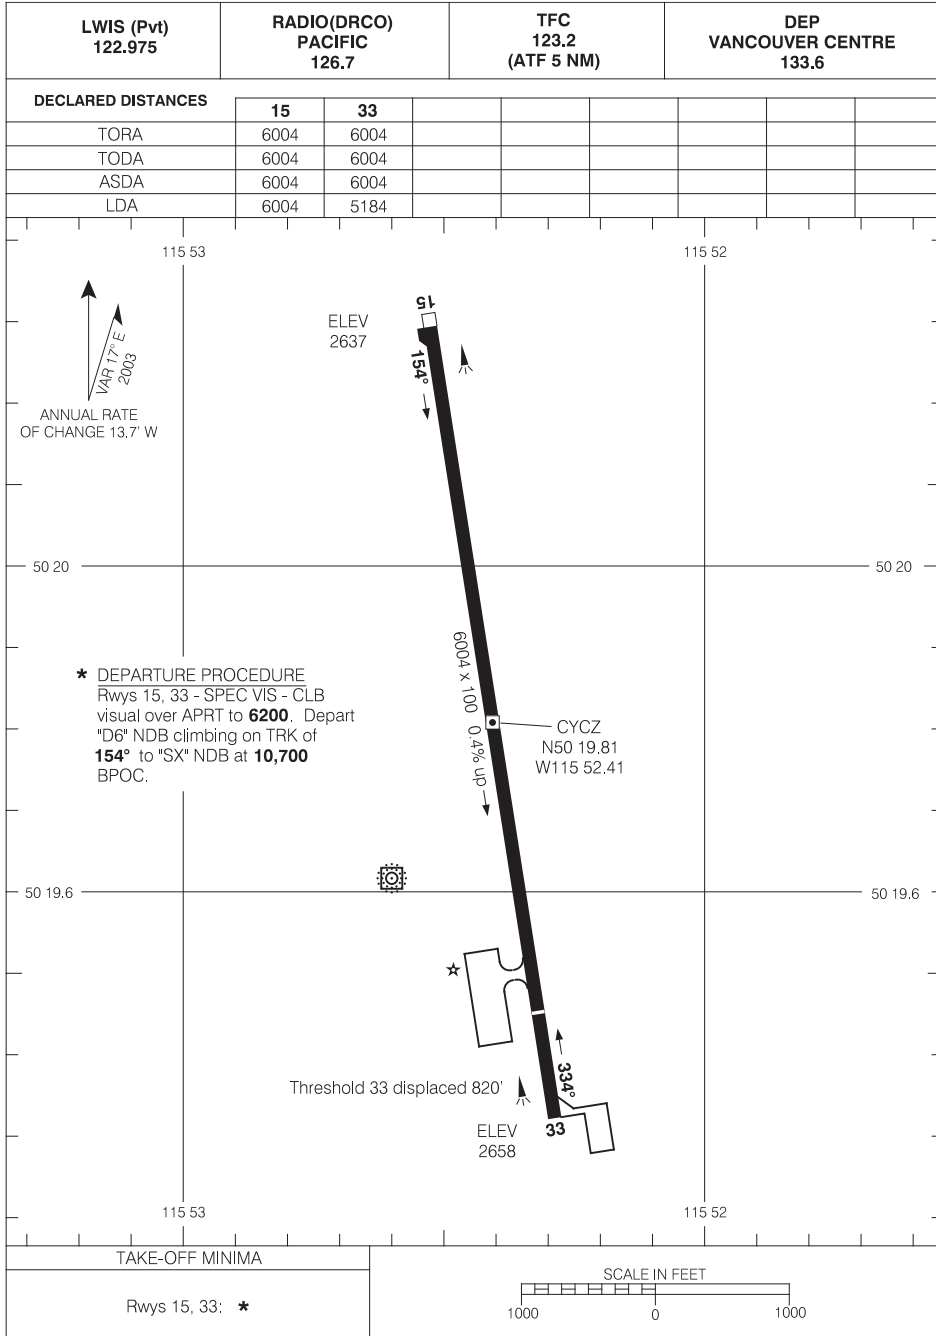 LWIS (Pvt)
122.975
RADIO(DRCO)
PACIFIC
126.7
TFC
123.2
(ATF 5 NM)
DEP
VANCOUVER CENTRE
133.6
DECLARED DISTANCES
15 33
TORA 6004 6004
TODA 6004 6004
ASDA 6004 6004
LDA 6004 5184
115 53 115 52
VAR 17° E
2003
ANNUAL RATE
OF CHANGE 13.7' W
ELEV
2637
15
154°
50 20 50 20
6004 x 100 0.4% up
* DEPARTURE PROCEDURE
Rwys 15, 33 - SPEC VIS - CLB
visual over APRT to 6200. Depart
"D6" NDB climbing on TRK of
154° to "SX" NDB at 10,700
BPOC.
CYCZ
N50 19.81
W115 52.41
50 19.6 50 19.6
Threshold 33 displaced 820'
334°
33
ELEV
2658
115 53 115 52
TAKE-OFF MINIMA
Rwys 15, 33: *
SCALE IN FEET
1000 0 1000